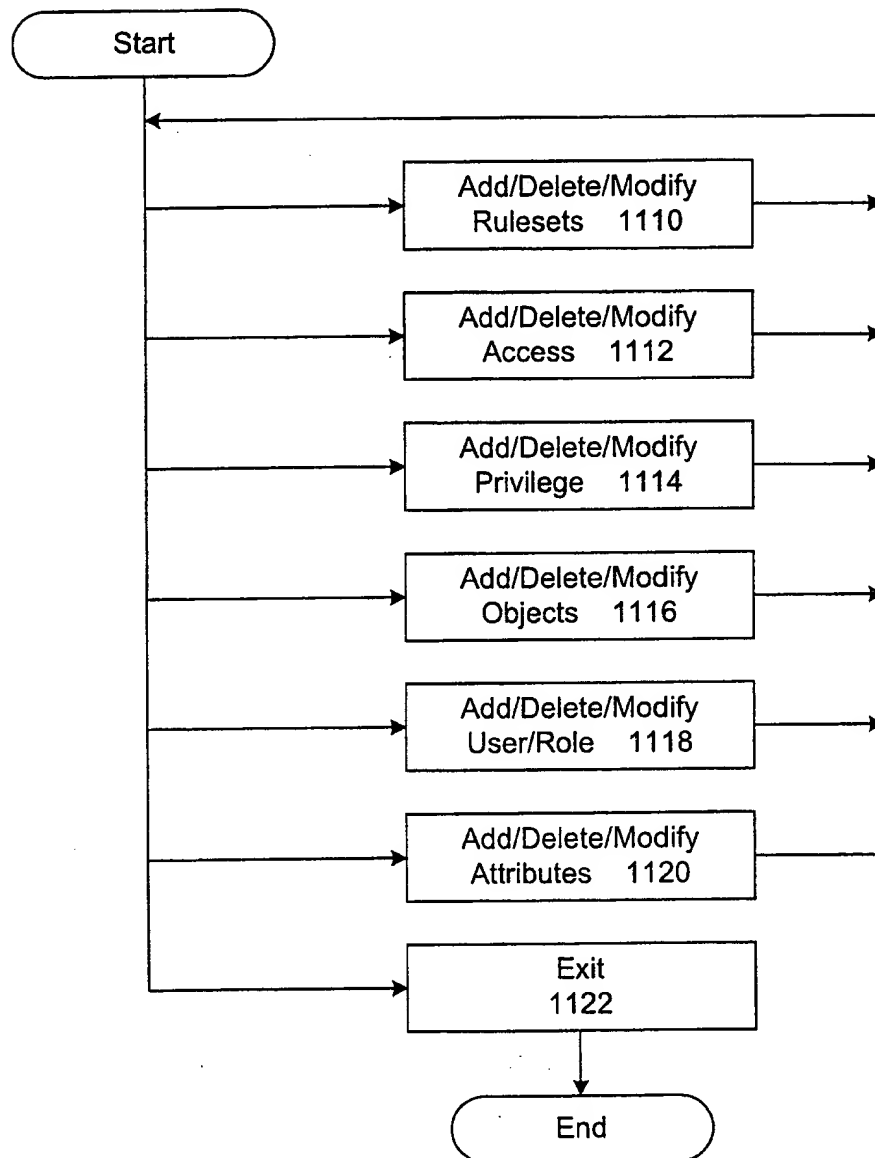 Start
Add/Delete/Modify
Rulesets 1110
Add/Delete/Modify
Access 1112
Add/Delete/Modify
Privilege 1114
Add/Delete/Modify
Objects 1116
Add/Delete/Modify
User/Role 1118
Add/Delete/Modify
Attributes 1120
Exit
1122
End